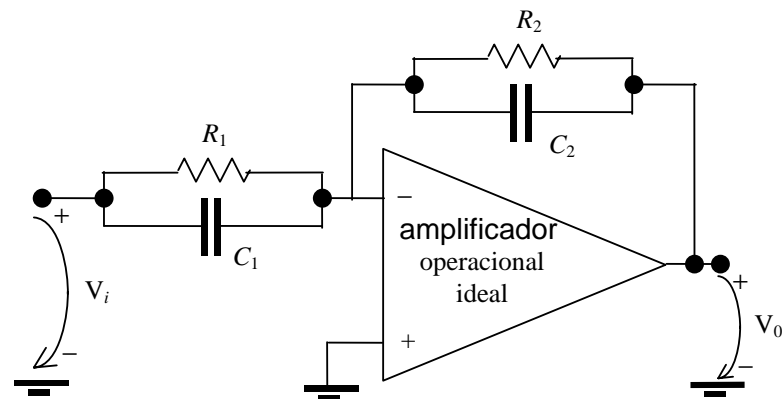 R2
C2
R1
C1
+
Vi
−
−
amplificador
operacional
ideal
+
+
V0
−